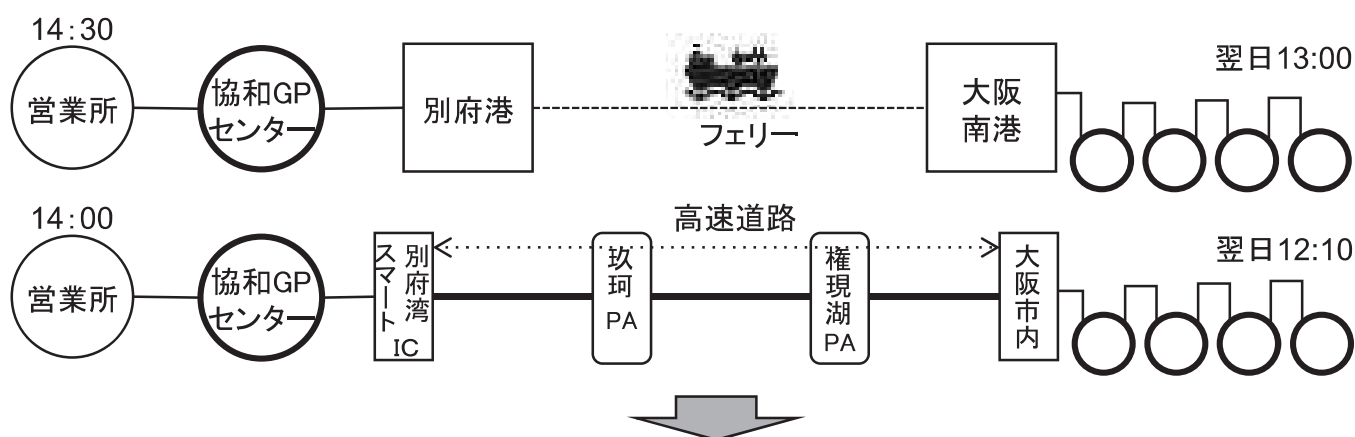 14:30
営業所
協和GP
センター
別府港
フェリー
大阪
南港
翌日13:00
14:00
営業所
協和GP
センター
別府湾
スマート
IC
高速道路
玖珂
PA
権現湖
PA
大阪市内
翌日12:10